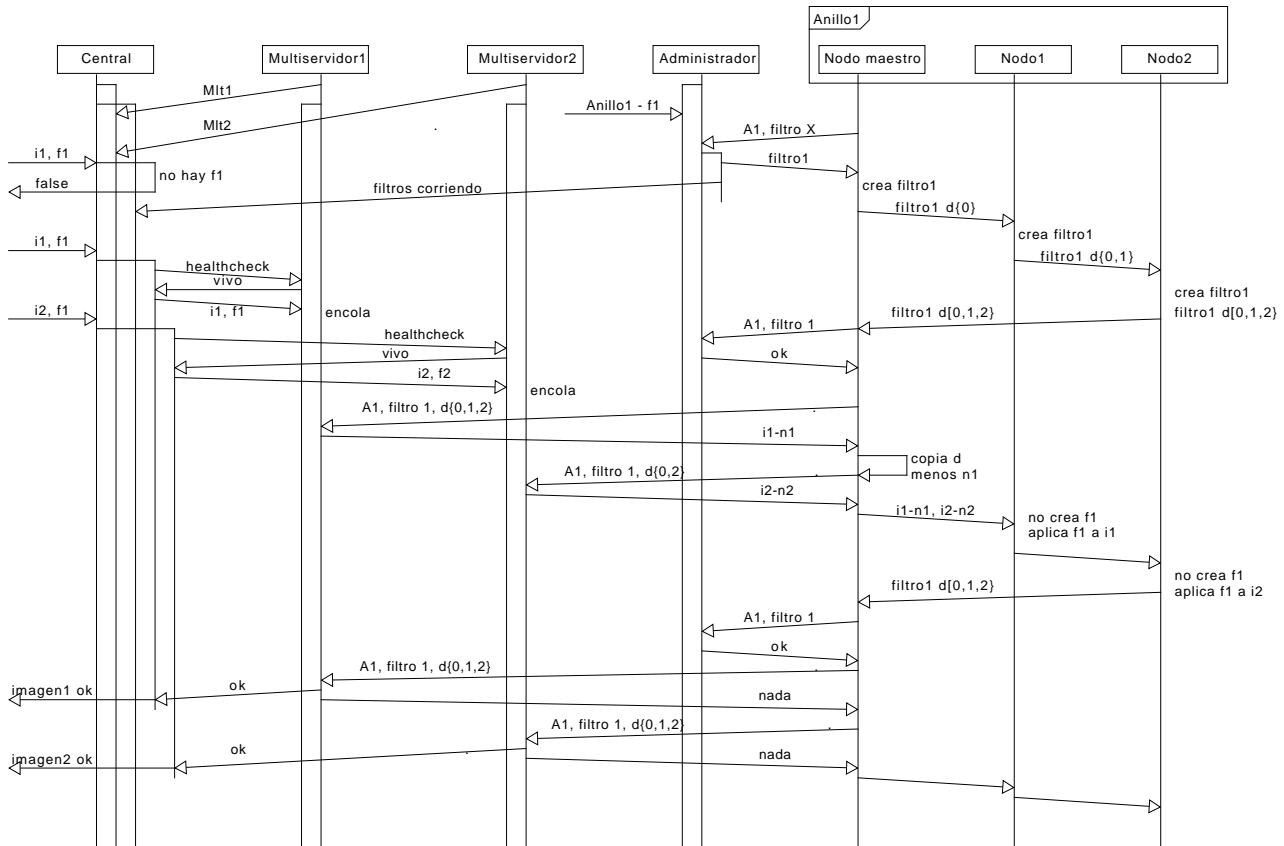 Anillo1
Central
Multiservidor1
Multiservidor2
Administrador
Nodo maestro
Nodo1
Nodo2
Mlt1
Anillo1 - f1
Mlt2
A1, filtro X
i1, f1
filtro1
no hay f1
false
filtros corriendo
crea filtro1
filtro1 d{0}
i1, f1
crea filtro1
filtro1 d{0,1}
healthcheck
vivo
crea filtro1
i2, f1
i1, f1
encola
filtro1 d[0,1,2}
filtro1 d[0,1,2}
A1, filtro 1
healthcheck
vivo
ok
i2, f2
encola
A1, filtro 1, d{0,1,2}
i1-n1
copia d
menos n1
A1, filtro 1, d{0,2}
i2-n2
i1-n1, i2-n2
no crea f1
aplica f1 a i1
no crea f1
aplica f1 a i2
filtro1 d[0,1,2}
A1, filtro 1
ok
A1, filtro 1, d{0,1,2}
imagen1 ok
ok
nada
A1, filtro 1, d{0,1,2}
imagen2 ok
ok
nada